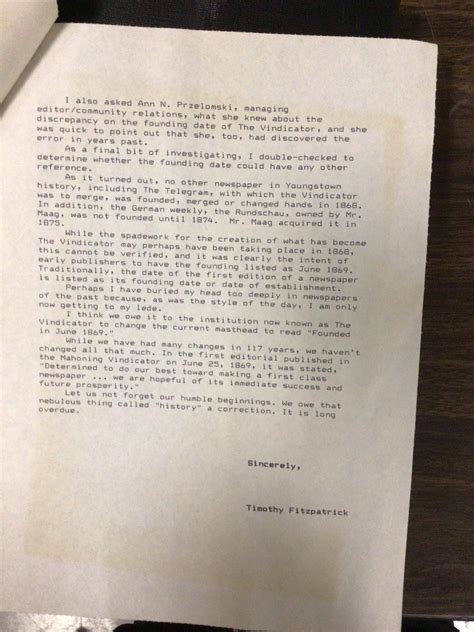 I also asked Ann N. Przelomski, managing
editor/community relations, what she knew about the
discrepancy on the founding date of The Vindicator, and she
was quick to point out that she, too, had discovered the
error in years past.
As a final bit of investigating, I double-checked to
determine whether the founding date could have any other
reference.
As it turned out, no other newspaper in Youngstown
history, including The Telegram, with which the Vindicator
was to merge, was founded, merged or changed hands in 1868.
In addition, the German weekly, the Rundschau, owned by Mr.
Maag, was not founded until 1874. Mr. Maag acquired it in
1875.
While the spadework for the creation of what has become
The Vindicator may perhaps have been taking place in 1868,
this cannot be verified, and it was clearly the intent of
early publishers to have the founding listed as June 1869.
Traditionally, the date of the first edition of a newspaper
is listed as its founding date or date of establishment.
Perhaps I have buried my head too deeply in newspapers
of the past because, as was the style of the day, I am only
now getting to my lede.
I think we owe it to the institution now known as The
Vindicator to change the current masthead to read "Founded
in June 1869."
While we have had many changes in 117 years, we haven't
changed all that much. In the first editorial published in
the Mahoning Vindicator on June 25, 1869, it was stated,
"Determined to do our best toward making a first class
newspaper ... we are hopeful of its immediate success and
future prosperity."
Let us not forget our humble beginnings. We owe that
nebulous thing called "history" a correction. It is long
overdue.
Sincerely,
Timothy Fitzpatrick